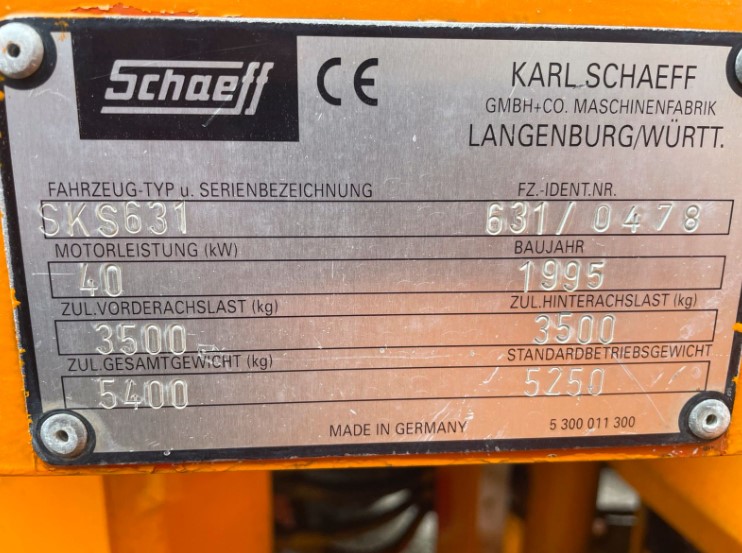 Schaeff CE KARL SCHAEFF
GMBH+CO. MASCHINENFABRIK
LANGENBURG/WÜRTT.
FAHRZEUG-TYP u. SERIENBEZEICHNUNG FZ.-IDENT.NR.
SKS631 631/0478
MOTORLEISTUNG (kW) BAUJAHR
40 1995
ZUL.VORDERACHSLAST (kg) ZUL.HINTERACHSLAST (kg)
3500 3500
ZUL.GESAMTGEWICHT (kg) STANDARDBETRIEBSGEWICHT
5400 5250
MADE IN GERMANY 5 300 011 300